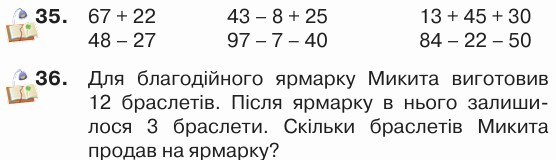 35. 67 + 22 43 – 8 + 25 13 + 45 + 30
48 – 27 97 – 7 – 40 84 – 22 – 50
36. Для благодійного ярмарку Микита виготовив
12 браслетів. Після ярмарку в нього залиши-
лося 3 браслети. Скільки браслетів Микита
продав на ярмарку?